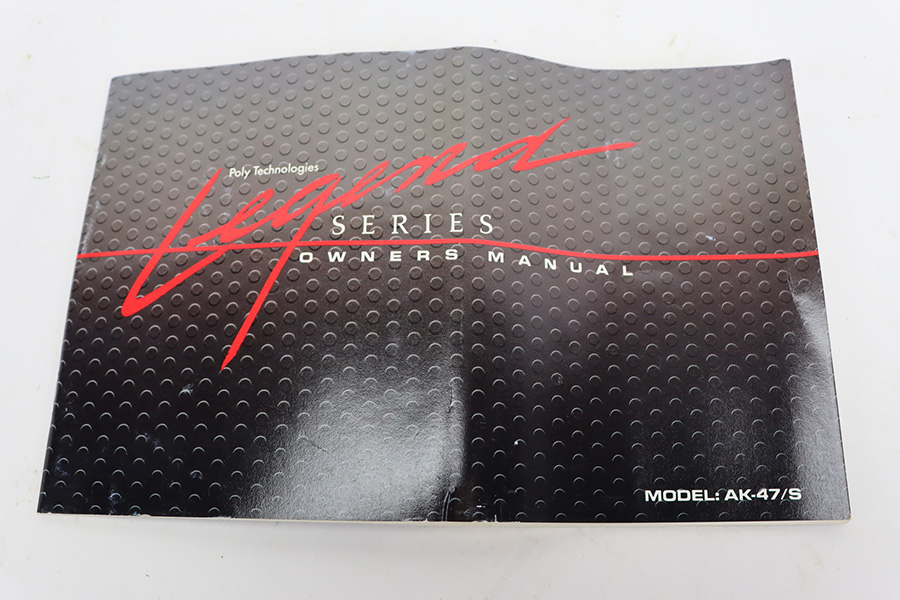 Poly Technologies
Legend
SERIES
OWNERS MANUAL
MODEL: AK-47/S